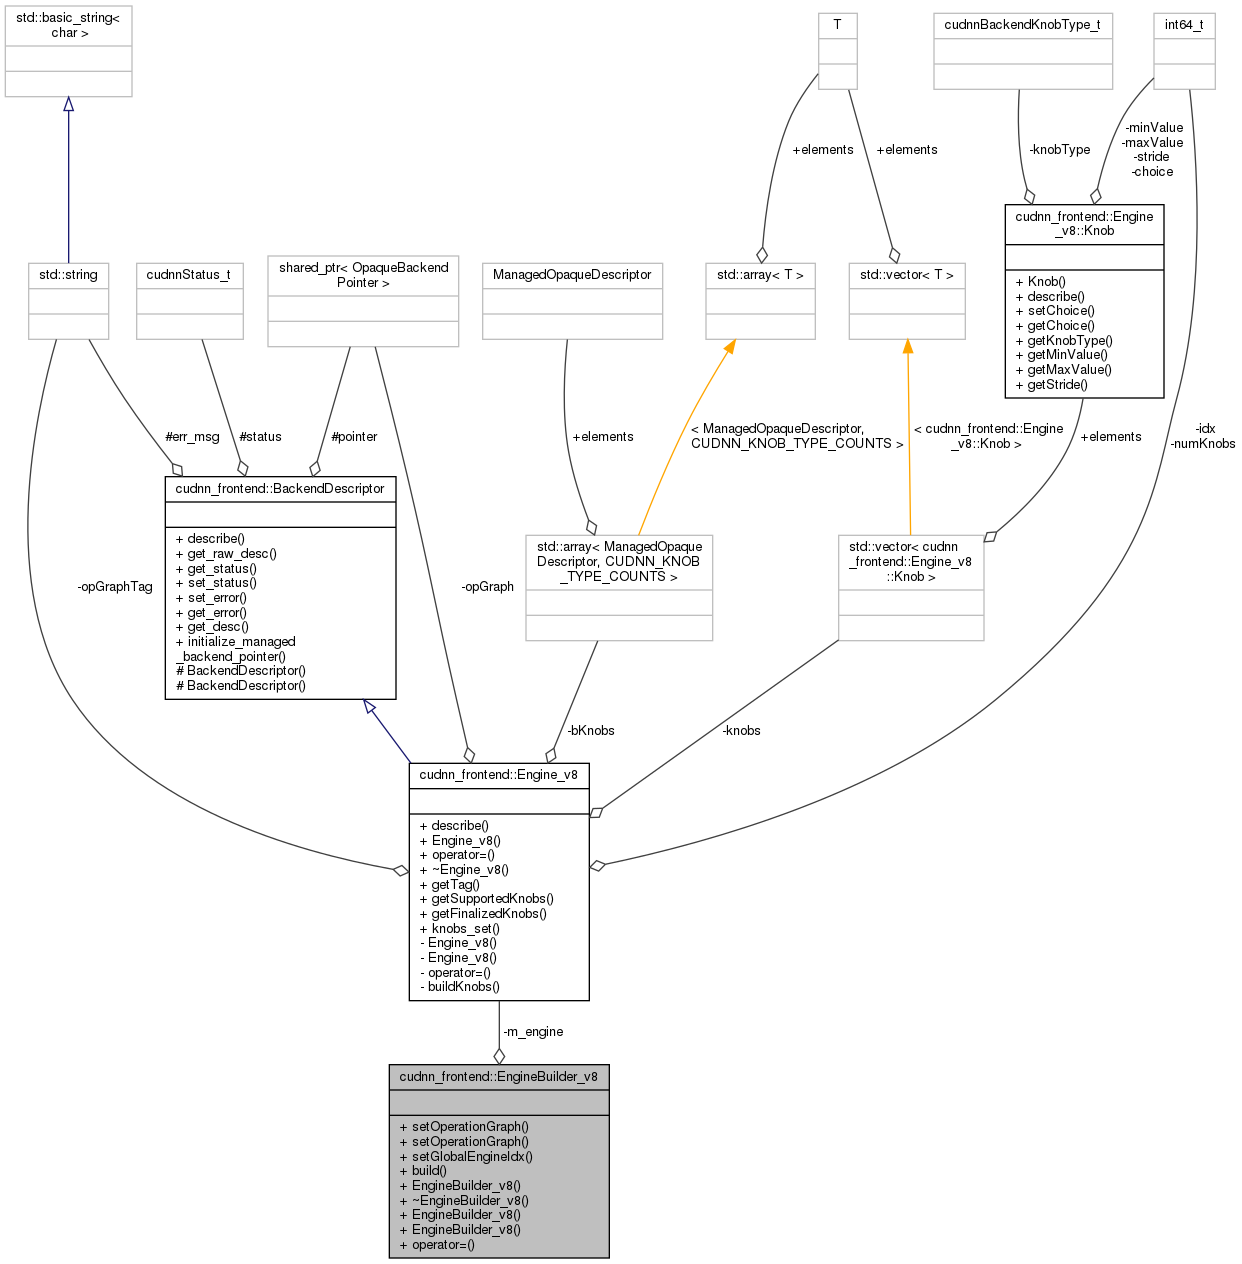 std::basic_string<
char >
T
cudnnBackendKnobType_t
int64_t
+elements
+elements
-knobType
-minValue
-maxValue
-stride
-choice
cudnn_frontend::Engine
_v8::Knob
+ Knob()
+ describe()
+ setChoice()
+ getChoice()
+ getKnobType()
+ getMinValue()
+ getMaxValue()
+ getStride()
std::string
cudnnStatus_t
shared_ptr< OpaqueBackend
Pointer >
ManagedOpaqueDescriptor
std::array< T >
std::vector< T >
#err_msg
#status
#pointer
+elements
< ManagedOpaqueDescriptor,
CUDNN_KNOB_TYPE_COUNTS >
< cudnn_frontend::Engine
_v8::Knob >
+elements
-idx
-numKnobs
cudnn_frontend::BackendDescriptor
+ describe()
+ get_raw_desc()
+ get_status()
+ set_status()
+ set_error()
+ get_error()
+ get_desc()
+ initialize_managed
_backend_pointer()
# BackendDescriptor()
# BackendDescriptor()
std::array< ManagedOpaque
Descriptor, CUDNN_KNOB
_TYPE_COUNTS >
std::vector< cudnn
_frontend::Engine_v8
::Knob >
-opGraphTag
-opGraph
-bKnobs
-knobs
cudnn_frontend::Engine_v8
+ describe()
+ Engine_v8()
+ operator=()
+ ~Engine_v8()
+ getTag()
+ getSupportedKnobs()
+ getFinalizedKnobs()
+ knobs_set()
- Engine_v8()
- Engine_v8()
- operator=()
- buildKnobs()
-m_engine
cudnn_frontend::EngineBuilder_v8
+ setOperationGraph()
+ setOperationGraph()
+ setGlobalEngineIdx()
+ build()
+ EngineBuilder_v8()
+ ~EngineBuilder_v8()
+ EngineBuilder_v8()
+ EngineBuilder_v8()
+ operator=()